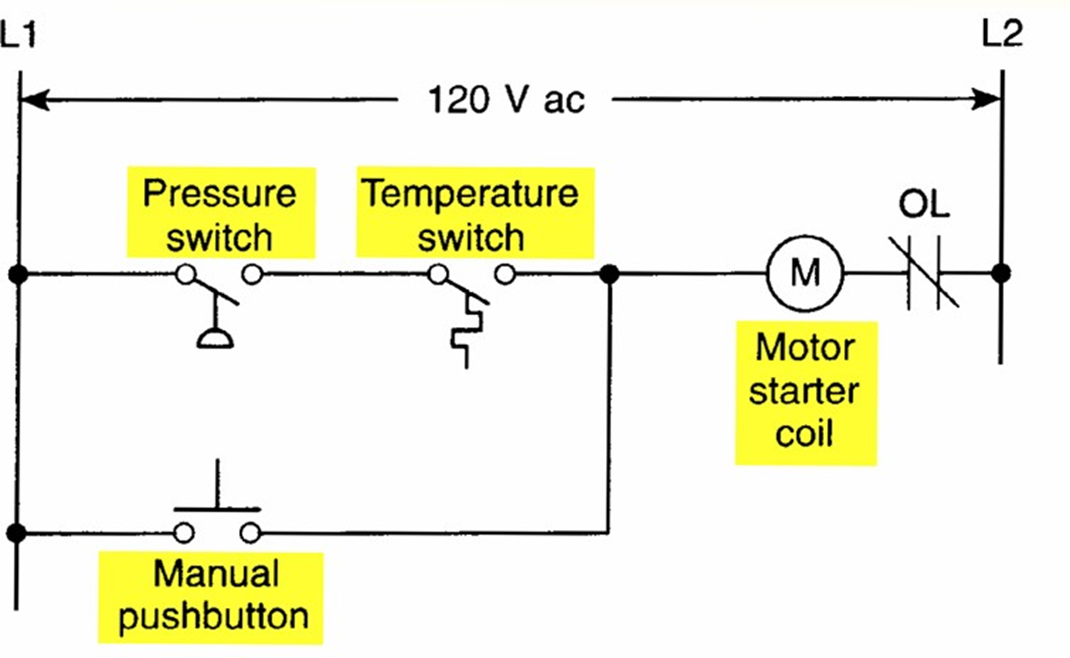 L1
L2
120 V ac
Pressure
switch
Temperature
switch
OL
M
Motor
starter
coil
Manual
pushbutton